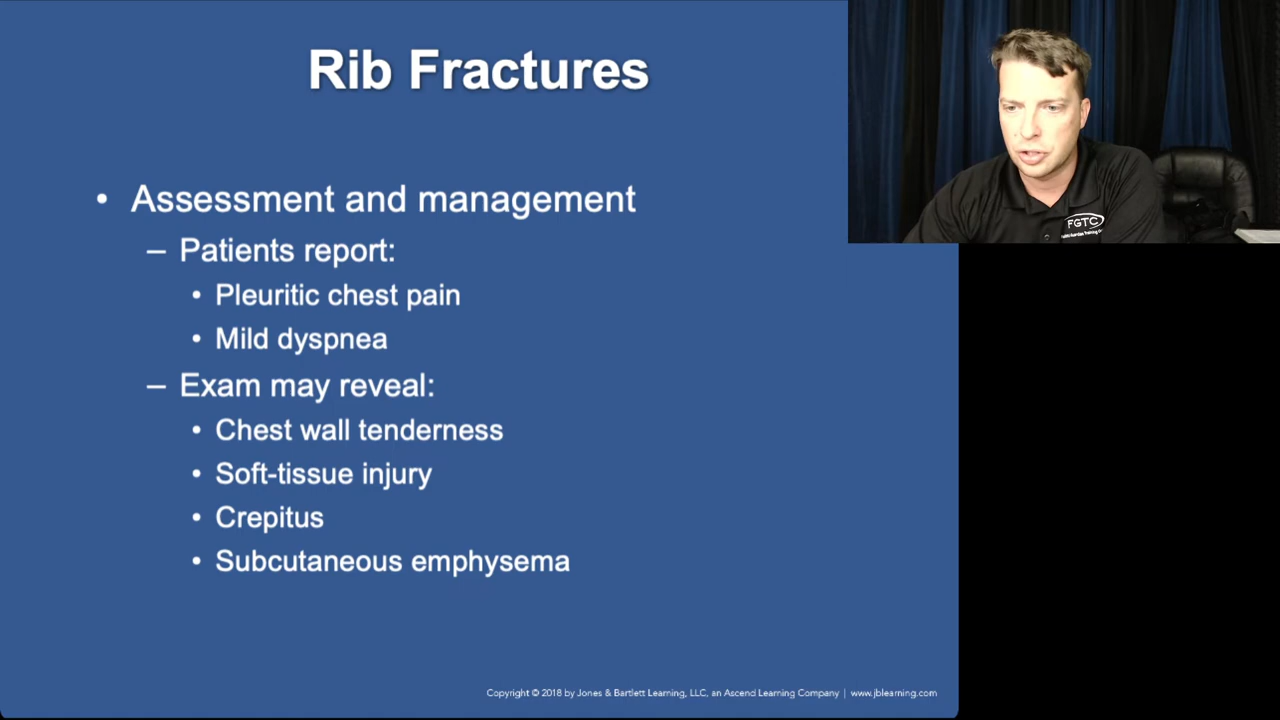 Rib Fractures
• Assessment and management
– Patients report:
• Pleuritic chest pain
• Mild dyspnea
– Exam may reveal:
• Chest wall tenderness
• Soft-tissue injury
• Crepitus
• Subcutaneous emphysema
Copyright © 2018 by Jones & Bartlett Learning, LLC, an Ascend Learning Company | www.jblearning.com
FGTC